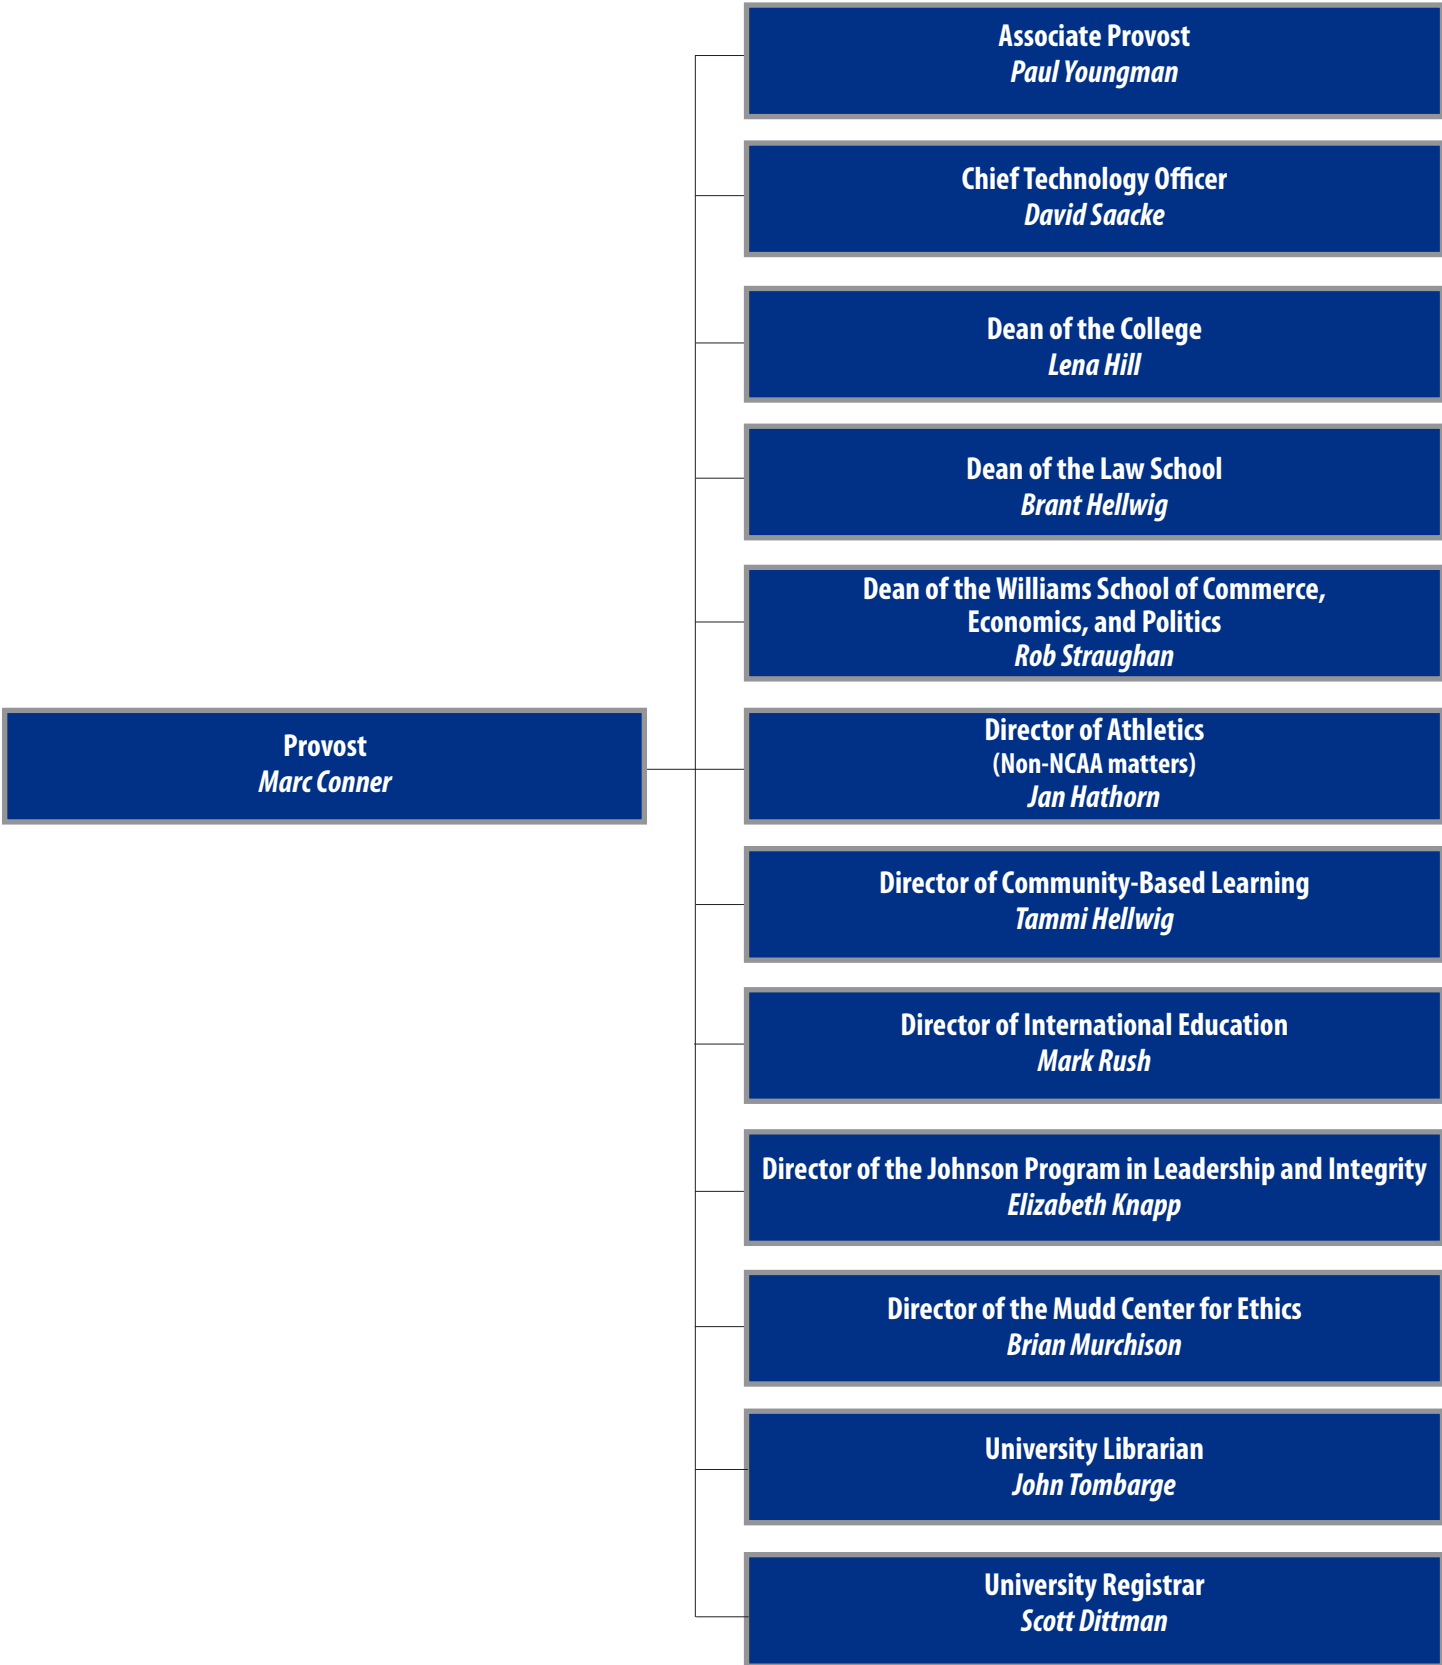 Associate Provost
Paul Youngman
Chief Technology Officer
David Saacke
Dean of the College
Lena Hill
Dean of the Law School
Brant Hellwig
Dean of the Williams School of Commerce,
Economics, and Politics
Rob Straughan
Provost
Marc Conner
Director of Athletics
(Non-NCAA matters)
Jan Hathorn
Director of Community-Based Learning
Tammi Hellwig
Director of International Education
Mark Rush
Director of the Johnson Program in Leadership and Integrity
Elizabeth Knapp
Director of the Mudd Center for Ethics
Brian Murchison
University Librarian
John Tombarge
University Registrar
Scott Dittman